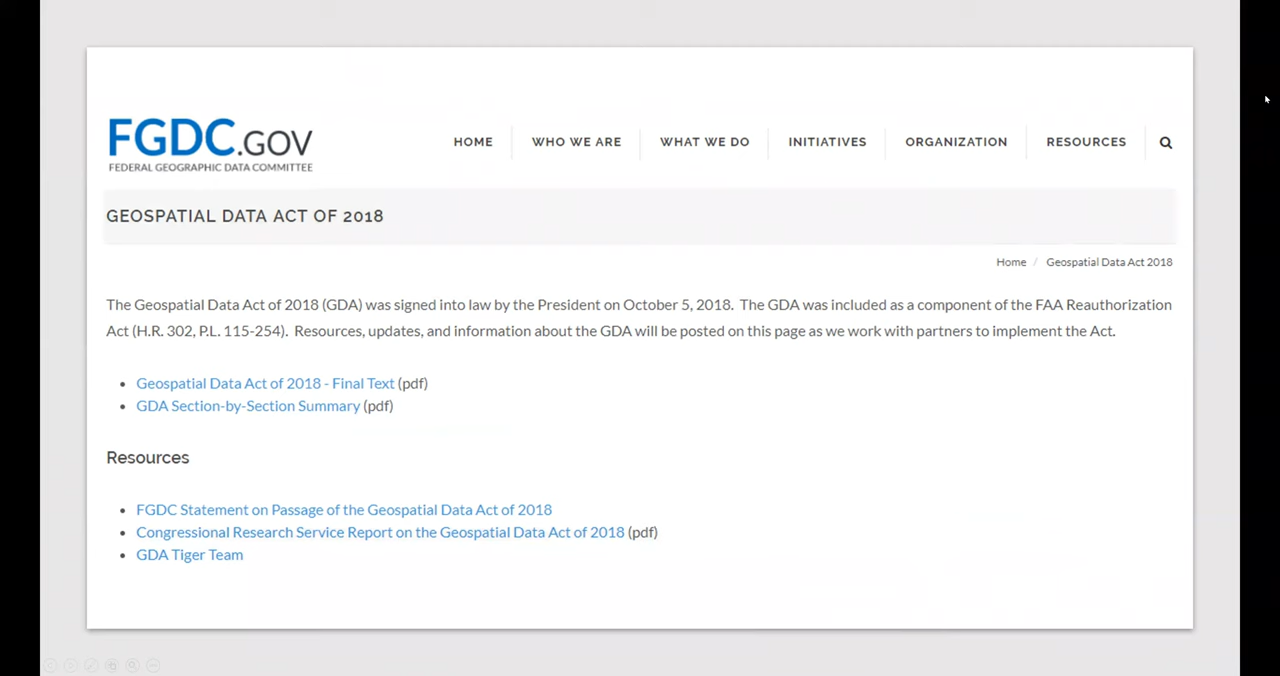 FGDC.GOV
FEDERAL GEOGRAPHIC DATA COMMITTEE
HOME
WHO WE ARE
WHAT WE DO
INITIATIVES
ORGANIZATION
RESOURCES
GEOSPATIAL DATA ACT OF 2018
Home / Geospatial Data Act 2018
The Geospatial Data Act of 2018 (GDA) was signed into law by the President on October 5, 2018. The GDA was included as a component of the FAA Reauthorization
Act (H.R. 302, P.L. 115-254). Resources, updates, and information about the GDA will be posted on this page as we work with partners to implement the Act.
• Geospatial Data Act of 2018 - Final Text (pdf)
• GDA Section-by-Section Summary (pdf)
Resources
• FGDC Statement on Passage of the Geospatial Data Act of 2018
• Congressional Research Service Report on the Geospatial Data Act of 2018 (pdf)
• GDA Tiger Team